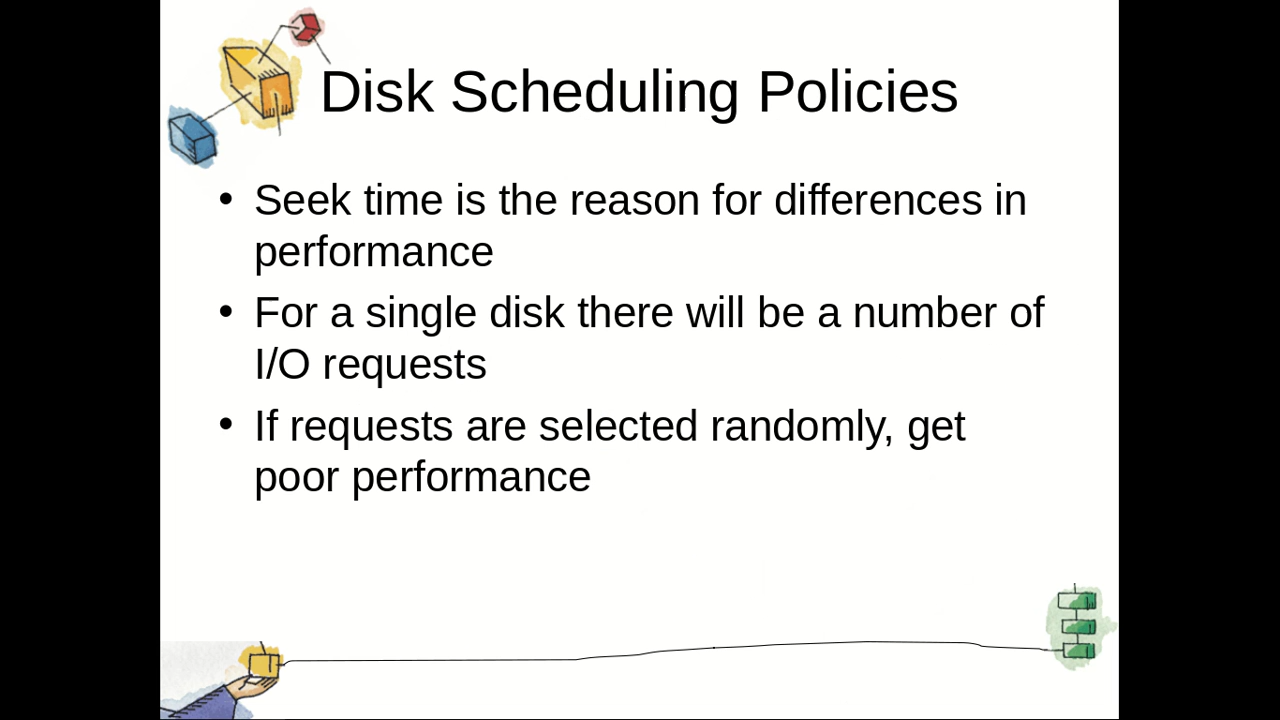 Disk Scheduling Policies
• Seek time is the reason for differences in
performance
• For a single disk there will be a number of
I/O requests
• If requests are selected randomly, get
poor performance